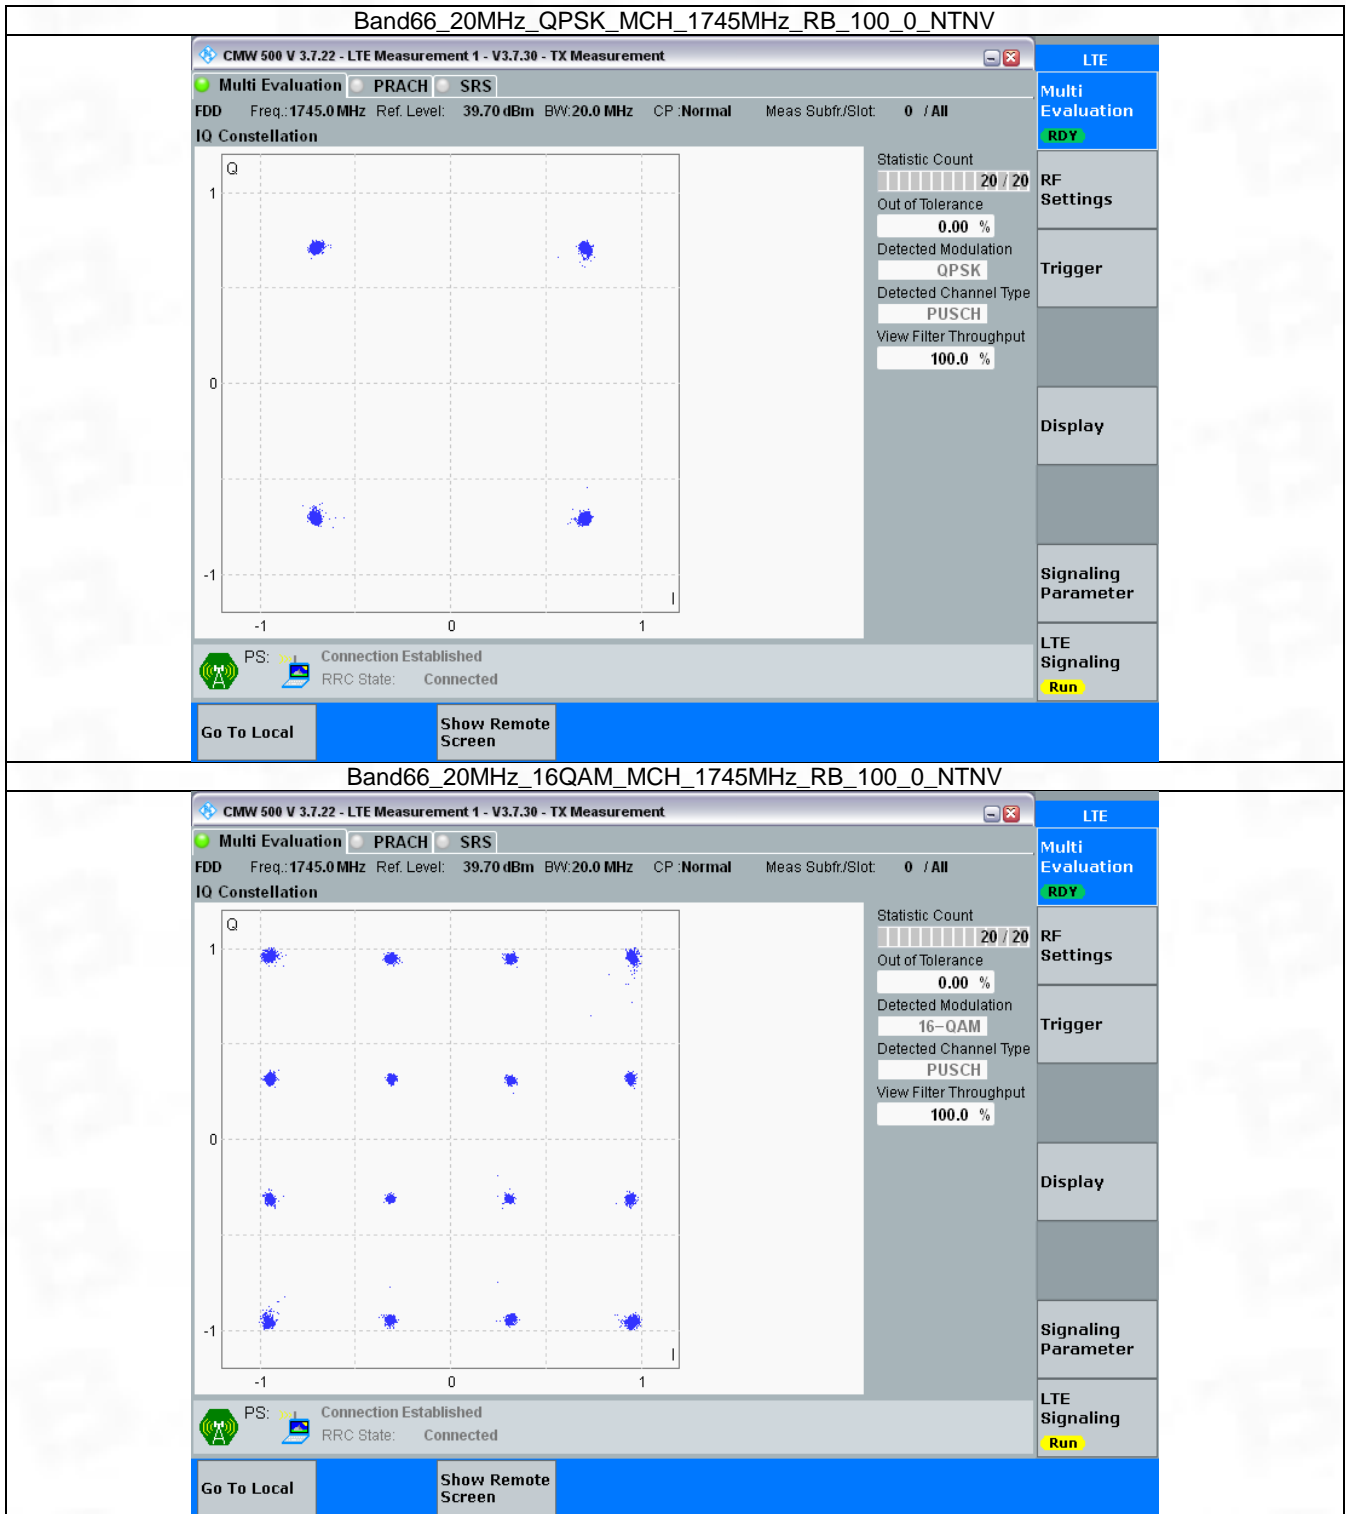 Band66_20MHz_QPSK_MCH_1745MHz_RB_100_0_NTNV
CMW 500 V 3.7.22 - LTE Measurement 1 - V3.7.30 - TX Measurement
LTE
Multi Evaluation PRACH SRS
Multi
Evaluation
RDY
FDD Freq.: 1745.0 MHz Ref. Level: 39.70 dBm BW: 20.0 MHz CP : Normal Meas Subfr./Slot: 0 / All
IQ Constellation
Q
1
0
-1
I
-1 0 1
Statistic Count
20 / 20
Out of Tolerance
0.00 %
Detected Modulation
QPSK
Detected Channel Type
PUSCH
View Filter Throughput
100.0 %
RF
Settings
Trigger
Display
Signaling
Parameter
LTE
Signaling
Run
PS: Connection Established
RRC State: Connected
Go To Local
Show Remote
Screen
Band66_20MHz_16QAM_MCH_1745MHz_RB_100_0_NTNV
CMW 500 V 3.7.22 - LTE Measurement 1 - V3.7.30 - TX Measurement
LTE
Multi Evaluation PRACH SRS
Multi
Evaluation
RDY
FDD Freq.: 1745.0 MHz Ref. Level: 39.70 dBm BW: 20.0 MHz CP : Normal Meas Subfr./Slot: 0 / All
IQ Constellation
Q
1
0
-1
I
-1 0 1
Statistic Count
20 / 20
Out of Tolerance
0.00 %
Detected Modulation
16-QAM
Detected Channel Type
PUSCH
View Filter Throughput
100.0 %
RF
Settings
Trigger
Display
Signaling
Parameter
LTE
Signaling
Run
PS: Connection Established
RRC State: Connected
Go To Local
Show Remote
Screen